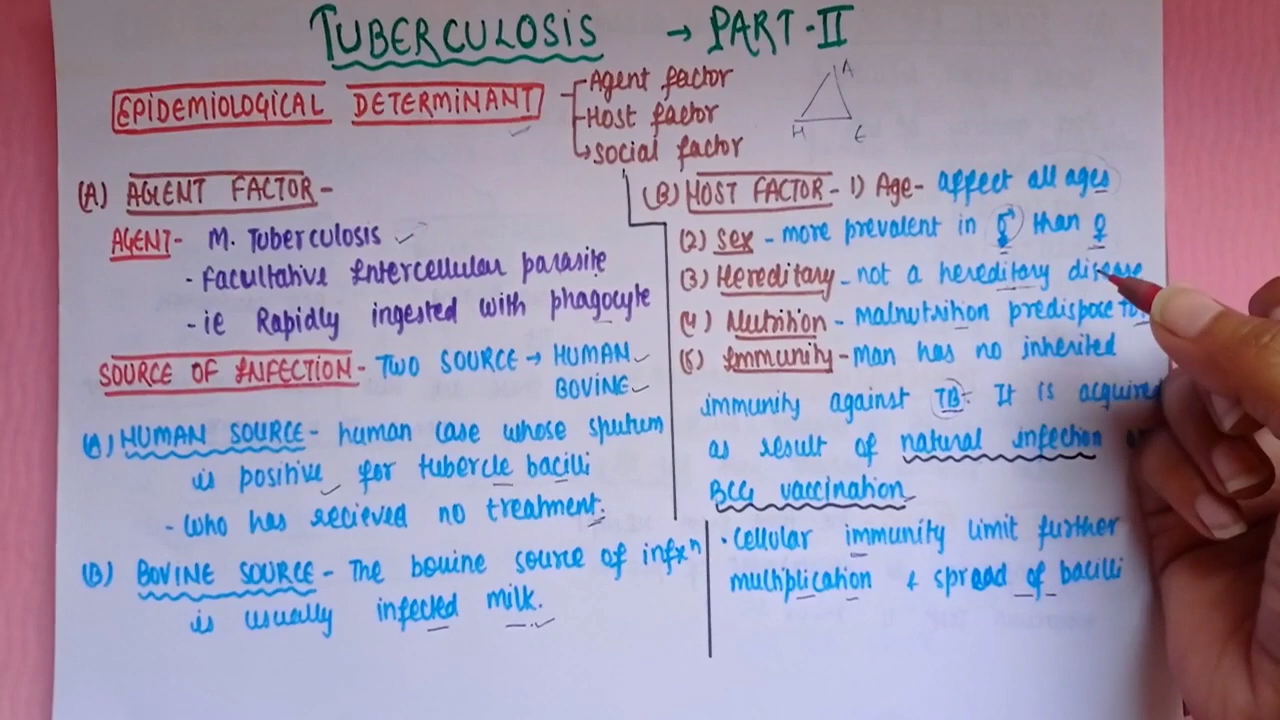 TUBERCULOSIS → PART-II
EPIDEMIOLOGICAL DETERMINANT
Agent factor
Host factor
Social factor
A
H E
(A) AGENT FACTOR-
AGENT- M. Tuberculosis
- Facultative Intercellular parasite
- ie Rapidly ingested with phagocyte
SOURCE OF INFECTION- TWO SOURCE → HUMAN
BOVINE
(A) HUMAN SOURCE- human case whose sputum
is positive for tubercle bacilli
- who has recieved no treatment.
(B) BOVINE SOURCE- The bovine source of infxⁿ
is usually infected milk.
(B) HOST FACTOR- 1) Age- affect all ages
(2) Sex - more prevalent in ♂ than ♀
(3) Hereditary - not a hereditary disease
(4) Nutrition - malnutrition predispose
(5) Immunity - man has no inherited
immunity against TB. It is acquired
as result of natural infection
BCG vaccination
• Cellular immunity limit further
multiplication + spread of bacilli